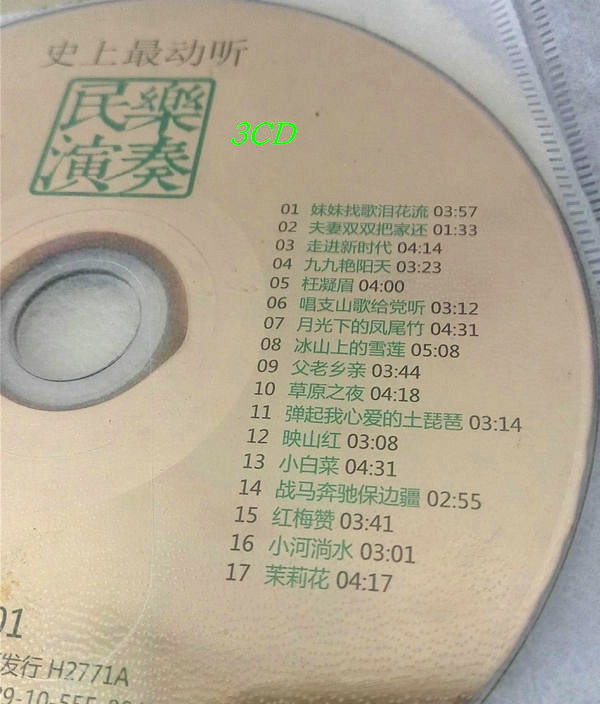 史上最动听
民樂
演奏
3CD
01 妹妹找歌泪花流 03:57
02 夫妻双双把家还 01:33
03 走进新时代 04:14
04 九九艳阳天 03:23
05 枉凝眉 04:00
06 唱支山歌给党听 03:12
07 月光下的凤尾竹 04:31
08 冰山上的雪莲 05:08
09 父老乡亲 03:44
10 草原之夜 04:18
11 弹起我心爱的土琵琶 03:14
12 映山红 03:08
13 小白菜 04:31
14 战马奔驰保边疆 02:55
15 红梅赞 03:41
16 小河淌水 03:01
17 茉莉花 04:17
01
发行 H2771A